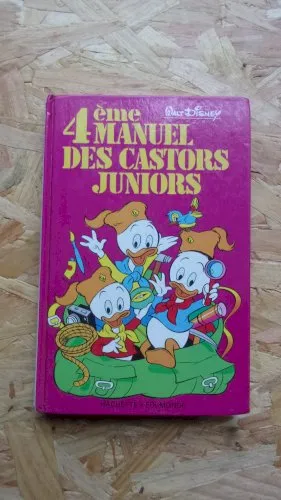 4ème
WALT DISNEY
MANUEL
DES CASTORS
JUNIORS